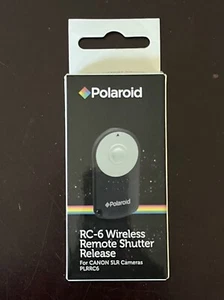 Polaroid
Polaroid
RC-6 Wireless
Remote Shutter
Release
For CANON SLR Cameras
PLRRC6